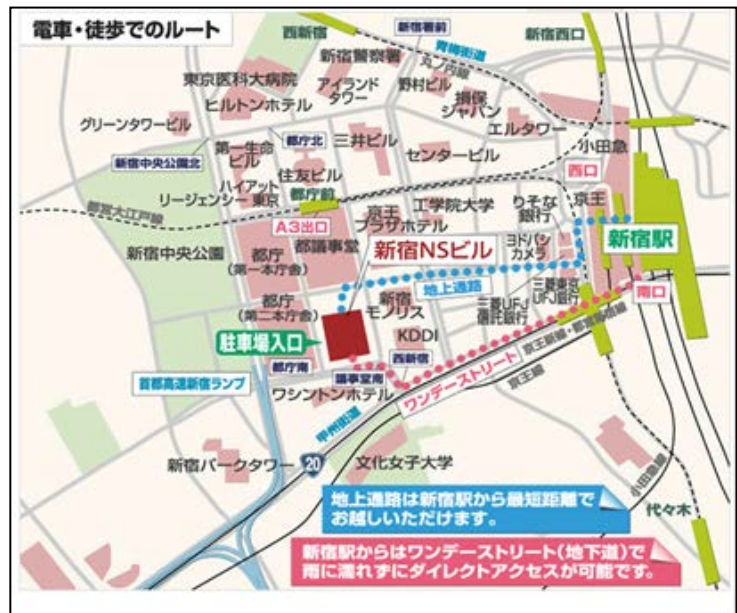 電車・徒歩でのルート
西新宿
新宿署前
青梅街道
新宿西口
新宿警察署
丸ノ内線
東京医科大病院
アイランド
タワー
野村ビル
損保
ジャパン
ヒルトンホテル
グリーンタワービル
エルタワー
小田急
都庁北
三井ビル
新宿中央公園北
第一生命
ビル
センタービル
西口
住友ビル
ハイアット
リージェンシー 東京
都庁前
京王
プラザホテル
工学院大学
りそな
銀行
京王
都営大江戸線
A3出口
新宿駅
新宿中央公園
都庁
(第一本庁舎)
都議事堂
新宿NSビル
ヨドバシ
カメラ
地上通路
三菱東京
UFJ銀行
南口
都庁
(第二本庁舎)
新宿
モノリス
三菱UFJ
信託銀行
KDDI
駐車場入口
京王新線・都営新宿線
京王線
都庁南
議事堂南
西新宿
首都高速新宿ランプ
ワシントンホテル
ワンデーストリート
甲州街道
新宿パークタワー
20
文化女子大学
小田急線
代々木
地上通路は新宿駅から最短距離で
お越しいただけます。
新宿駅からはワンデーストリート(地下道)で
雨に濡れずにダイレクトアクセスが可能です。